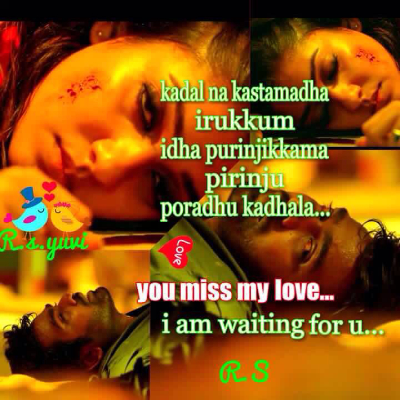 kadal na kastamadha
irukkum
idha purinjikkama
pirinju
poradhu kadhala...
R.s.yuvi
Love
you miss my love...
i am waiting for u...
R.S